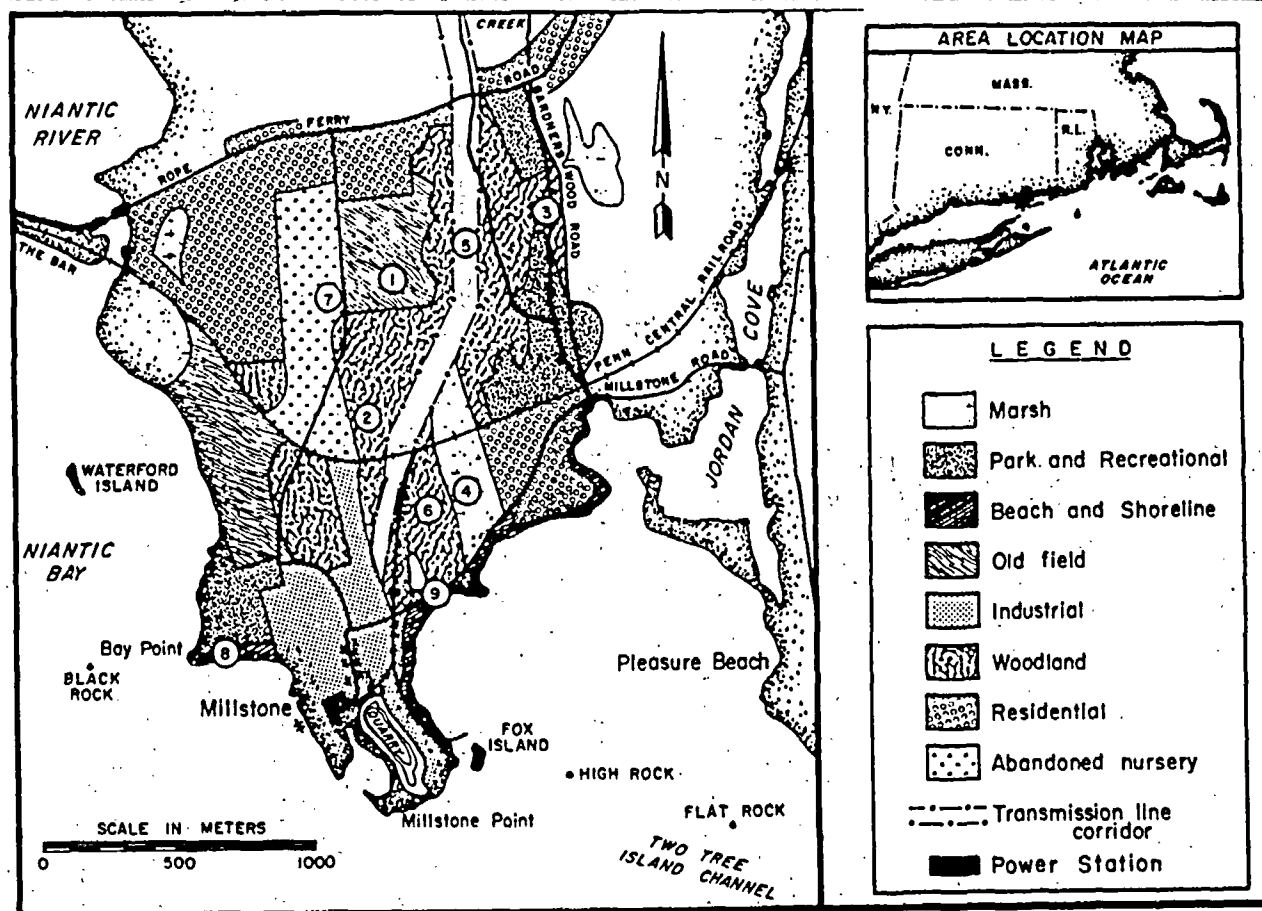 CREEK
NIANTIC
RIVER
ROPE
FERRY
ROAD
GARDNERS
WOOD
ROAD
THE BAR
N
1
2
3
4
5
6
7
8
9
PENN CENTRAL RAILROAD
MILLSTONE ROAD
COVE
JORDAN
WATERFORD
ISLAND
NIANTIC
BAY
Bay Point
BLACK
ROCK
Millstone
QUARRY
FOX
ISLAND
Pleasure Beach
HIGH ROCK
FLAT ROCK
Millstone Point
TWO TREE
ISLAND CHANNEL
SCALE IN METERS
0 500 1000
AREA LOCATION MAP
MASS.
N.Y.
R.I.
CONN.
ATLANTIC
OCEAN
LEGEND
Marsh
Park and Recreational
Beach and Shoreline
Old field
Industrial
Woodland
Residential
Abandoned nursery
Transmission line
corridor
Power Station